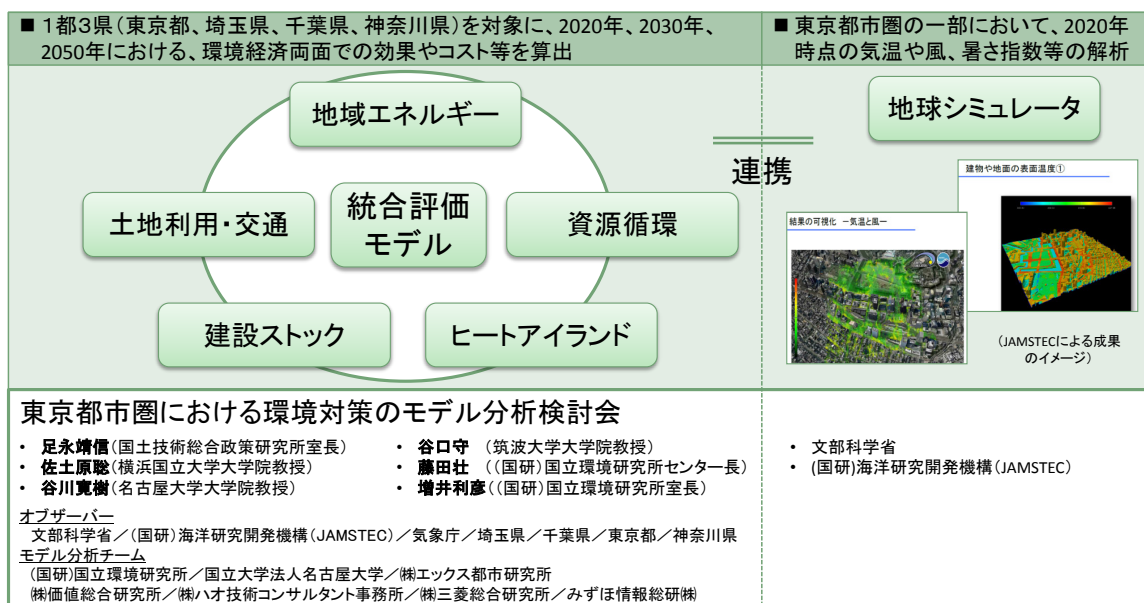 ■ 1都3県(東京都、埼玉県、千葉県、神奈川県)を対象に、2020年、2030年、
2050年における、環境経済両面での効果やコスト等を算出
■ 東京都市圏の一部において、2020年
時点の気温や風、暑さ指数等の解析
地域エネルギー
土地利用・交通
統合評価
モデル
資源循環
建設ストック
ヒートアイランド
連携
地球シミュレータ
建物や地面の表面温度①
結果の可視化 -気温と風-
(JAMSTECによる成果
のイメージ)
東京都市圏における環境対策のモデル分析検討会
• 足永靖信(国土技術総合政策研究所室長)
• 佐土原聡(横浜国立大学大学院教授)
• 谷川寛樹(名古屋大学大学院教授)
• 谷口守 (筑波大学大学院教授)
• 藤田壮 ((国研)国立環境研究所センター長)
• 増井利彦((国研)国立環境研究所室長)
• 文部科学省
• (国研)海洋研究開発機構(JAMSTEC)
オブザーバー
文部科学省/(国研)海洋研究開発機構(JAMSTEC)/気象庁/埼玉県/千葉県/東京都/神奈川県
モデル分析チーム
(国研)国立環境研究所/国立大学法人名古屋大学/㈱エックス都市研究所
㈱価値総合研究所/㈱ハオ技術コンサルタント事務所/㈱三菱総合研究所/みずほ情報総研㈱